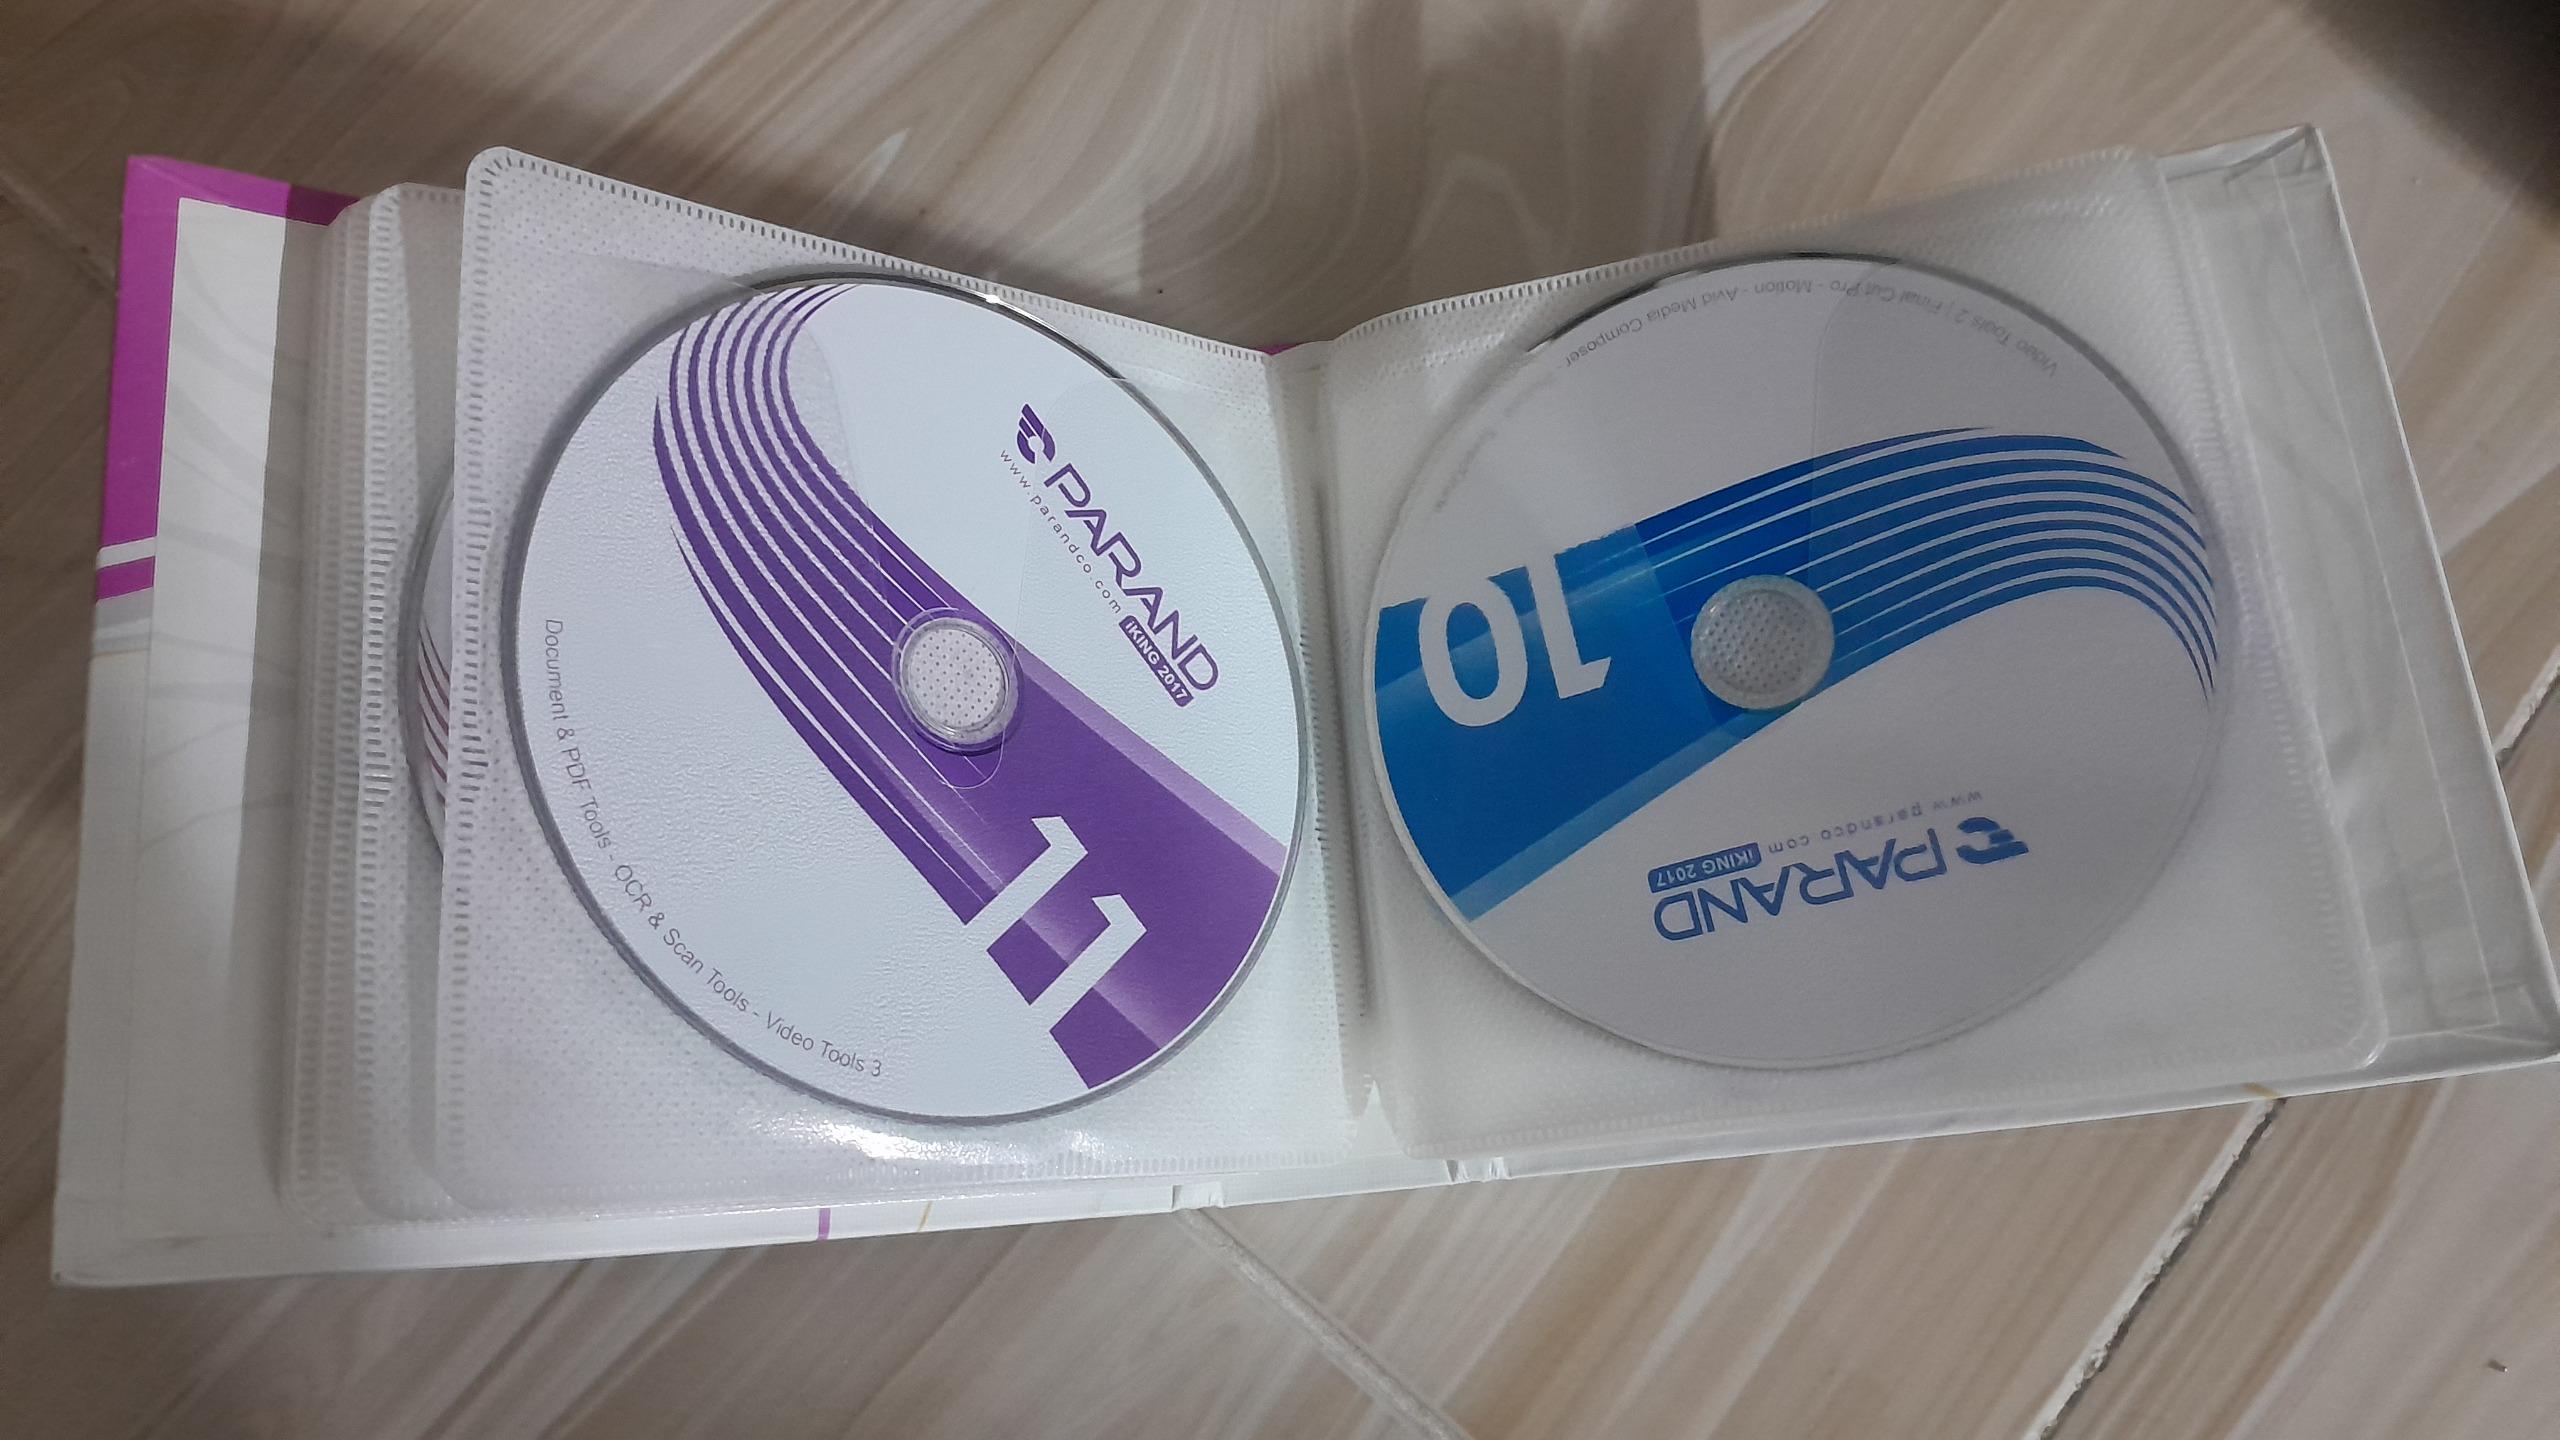 PARAND
www.parandco.com iKING 2017
11
Document & PDF Tools - OCR & Scan Tools - Video Tools 3
Video Tools 2 | Final Cut Pro - Motion - Avid Media Composer -
10
www.parandco.com iKING 2017
PARAND